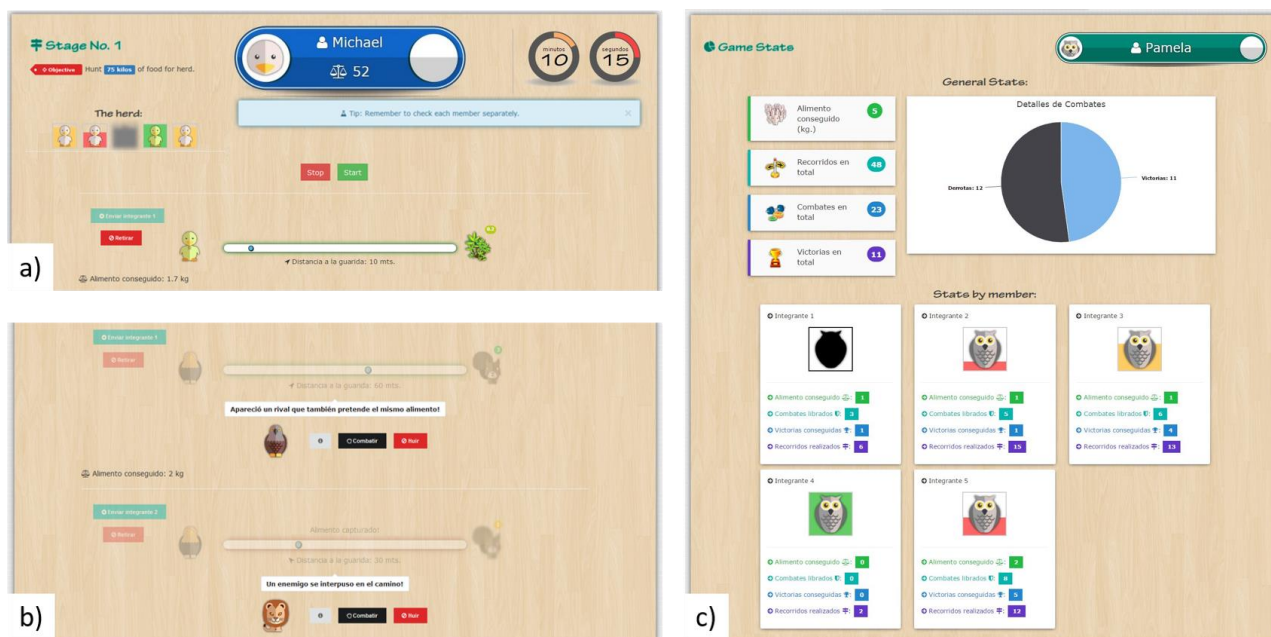 Stage No. 1
Objective Hunt 75 kilos of food for herd.
Michael
52
minutos
10
segundos
15
The herd:
Tip: Remember to check each member separately.
×
Stop
Start
Enviar integrante 1
Retirar
Distancia a la guarida: 10 mts.
Alimento conseguido: 1.7 kg
a)
Enviar integrante 1
Retirar
Distancia a la guarida: 60 mts.
Apareció un rival que también pretende el mismo alimento!
Combatir
Huir
Alimento conseguido: 2 kg
Enviar integrante 2
Retirar
Alimento capturado!
Distancia a la guarida: 30 mts.
Un enemigo se interpuso en el camino!
Combatir
Huir
b)
Game Stats
Pamela
General Stats:
Alimento conseguido (kg.)
5
Recorridos en total
48
Combates en total
23
Victorias en total
11
Detalles de Combates
Derrotas: 12
Victorias: 11
Stats by member:
Integrante 1
Alimento conseguido : 1
Combates librados : 3
Victorias conseguidas : 1
Recorridos realizados : 6
Integrante 2
Alimento conseguido : 1
Combates librados : 5
Victorias conseguidas : 1
Recorridos realizados : 15
Integrante 3
Alimento conseguido : 1
Combates librados : 6
Victorias conseguidas : 4
Recorridos realizados : 13
Integrante 4
Alimento conseguido : 0
Combates librados : 0
Victorias conseguidas : 0
Recorridos realizados : 2
Integrante 5
Alimento conseguido : 2
Combates librados :
Victorias conseguidas : 5
Recorridos realizados : 12
c)